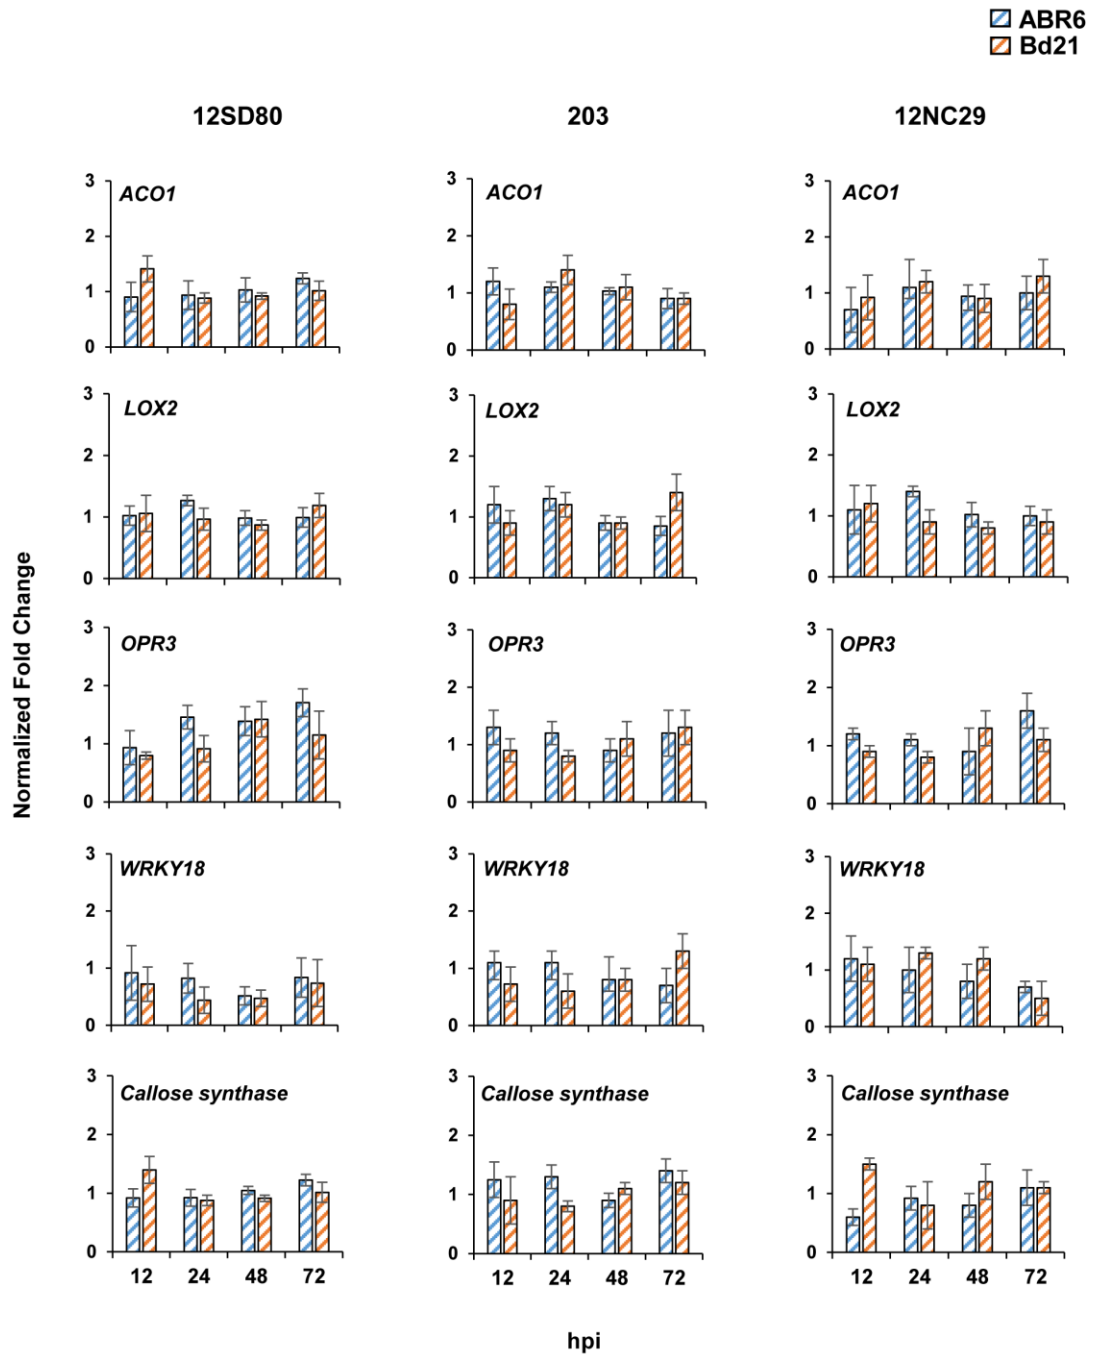 ABR6
Bd21
12SD80 203 12NC29
3 ACO1 3 ACO1 3 ACO1
2 2 2
1 1 1
0 0 0
3 LOX2 3 LOX2 3 LOX2
2 2 2
1 1 1
0 0 0
Normalized Fold Change
3 OPR3 3 OPR3 3 OPR3
2 2 2
1 1 1
0 0 0
3 WRKY18 3 WRKY18 3 WRKY18
2 2 2
1 1 1
0 0 0
3 Callose synthase 3 Callose synthase 3 Callose synthase
2 2 2
1 1 1
0 0 0
12 24 48 72 12 24 48 72 12 24 48 72
hpi